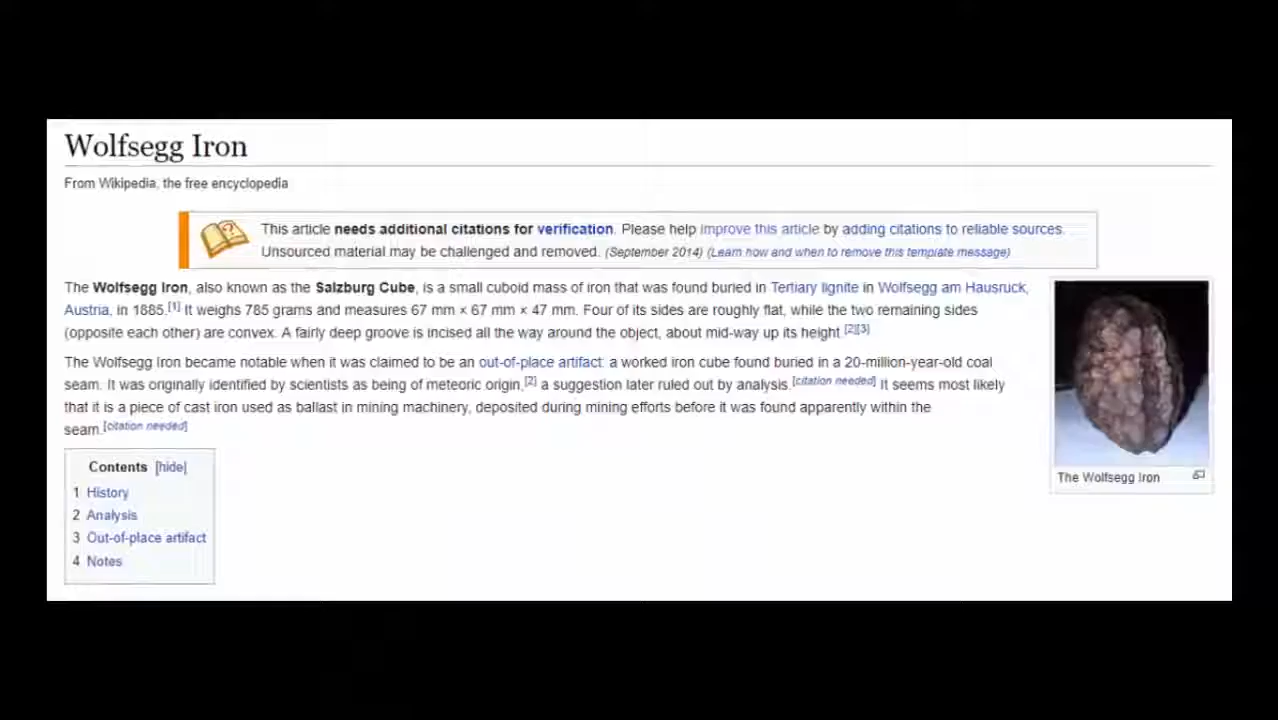 Wolfsegg Iron
From Wikipedia, the free encyclopedia
This article needs additional citations for verification. Please help improve this article by adding citations to reliable sources.
Unsourced material may be challenged and removed. (September 2014) (Learn how and when to remove this template message)
The Wolfsegg Iron, also known as the Salzburg Cube, is a small cuboid mass of iron that was found buried in Tertiary lignite in Wolfsegg am Hausruck,
Austria, in 1885.[1] It weighs 785 grams and measures 67 mm × 67 mm × 47 mm. Four of its sides are roughly flat, while the two remaining sides
(opposite each other) are convex. A fairly deep groove is incised all the way around the object, about mid-way up its height.[2][3]
The Wolfsegg Iron became notable when it was claimed to be an out-of-place artifact: a worked iron cube found buried in a 20-million-year-old coal
seam. It was originally identified by scientists as being of meteoric origin,[2] a suggestion later ruled out by analysis.[citation needed] It seems most likely
that it is a piece of cast iron used as ballast in mining machinery, deposited during mining efforts before it was found apparently within the
seam.[citation needed]
The Wolfsegg Iron
Contents [hide]
1 History
2 Analysis
3 Out-of-place artifact
4 Notes